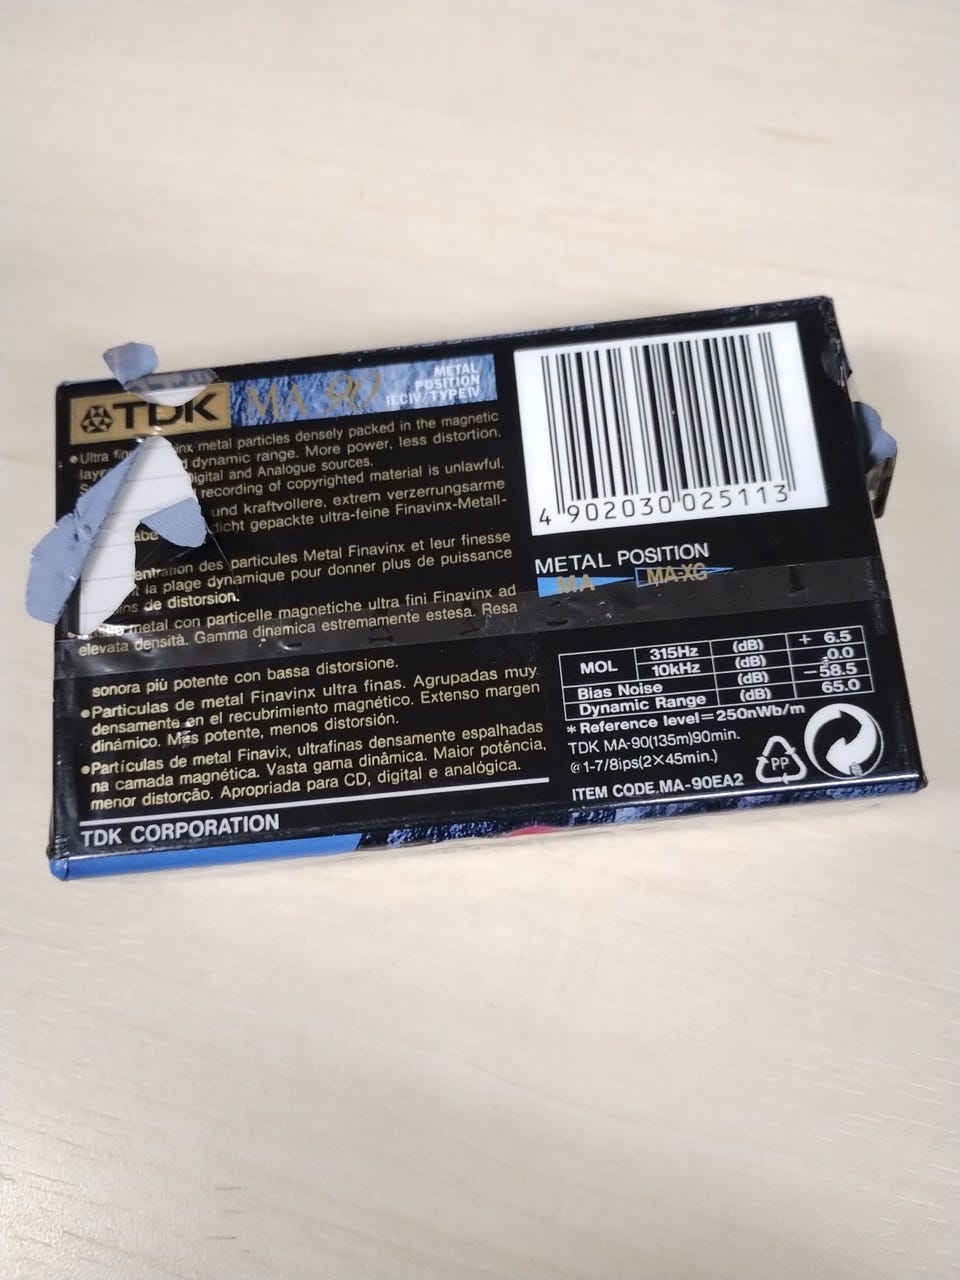 TDK MA 90 METAL
POSITION
IECIV/TYPEIV
•Ultra metal particles densely packed in the magnetic
dynamic range. More power, less distortion.
Digital and Analogue sources.
recording of copyrighted material is unlawful.
und kraftvollere, extrem verzerrungsarme
dicht gepackte ultra-feine Finavinx-Metall-
des particules Metal Finavinx et leur finesse
la plage dynamique pour donner plus de puissance
de distorsion.
metal con particelle magnetiche ultra fini Finavinx ad
elevata densità. Gamma dinamica estremamente estesa. Resa
sonora più potente con bassa distorsione.
•Partículas de metal Finavinx ultra finas. Agrupadas muy
densamente en el recubrimiento magnético. Extenso margen
dinámico. Más potente, menos distorsión.
•Partículas de metal Finavix, ultrafinas densamente espalhadas
na camada magnética. Vasta gama dinâmica. Maior potência,
menor distorção. Apropriada para CD, digital e analógica.
TDK CORPORATION
4 902030 025113
METAL POSITION
MA MA-XG
MOL 315Hz (dB) + 6.5
10kHz (dB) 0.0
Bias Noise (dB) −58.5
Dynamic Range (dB) 65.0
* Reference level=250nWb/m
TDK MA-90(135m)90min.
@1-7/8ips(2×45min.)
ITEM CODE.MA-90EA2
PP